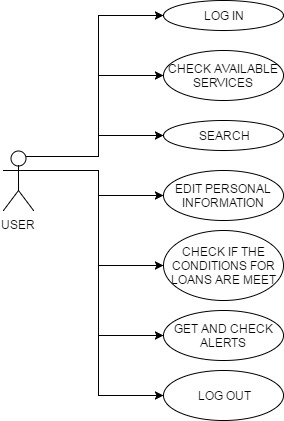 LOG IN
CHECK AVAILABLE
SERVICES
SEARCH
USER
EDIT PERSONAL
INFORMATION
CHECK IF THE
CONDITIONS FOR
LOANS ARE MEET
GET AND CHECK
ALERTS
LOG OUT